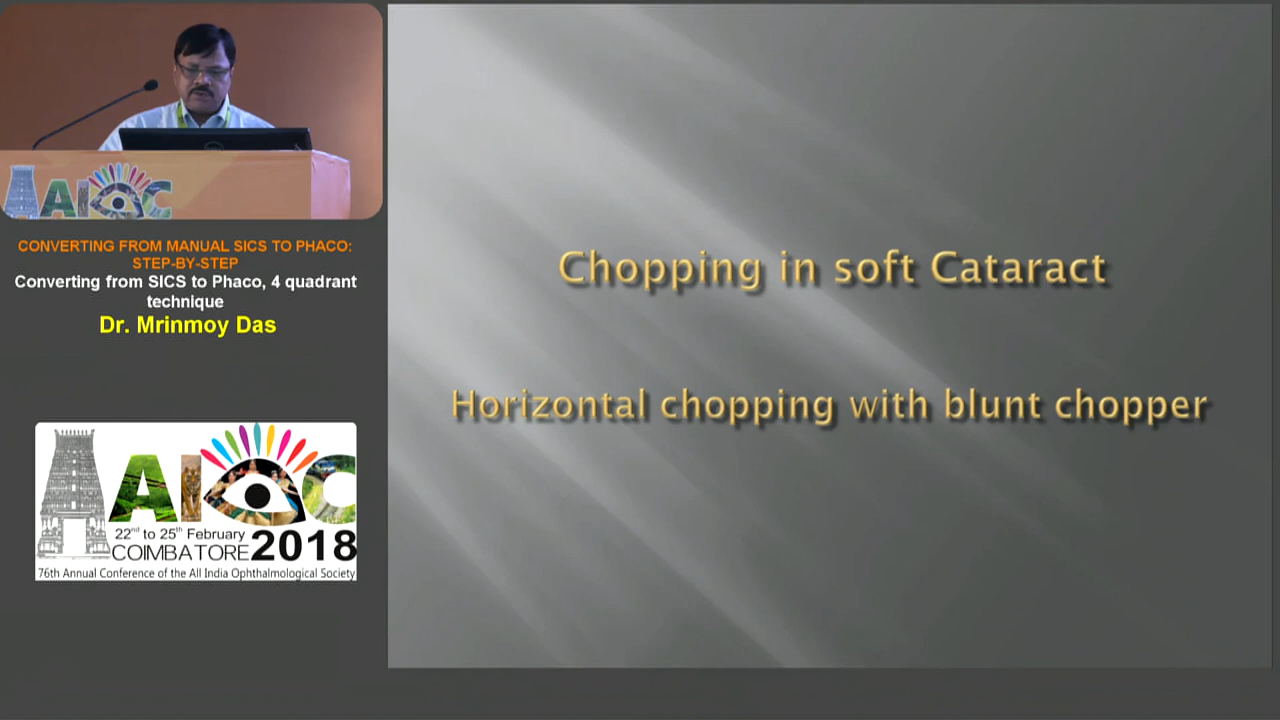 AIOC
CONVERTING FROM MANUAL SICS TO PHACO:
STEP-BY-STEP
Converting from SICS to Phaco, 4 quadrant
technique
Dr. Mrinmoy Das
AIOC
22nd to 25th February
COIMBATORE 2018
76th Annual Conference of the All India Ophthalmological Society
Chopping in soft Cataract
Horizontal chopping with blunt chopper